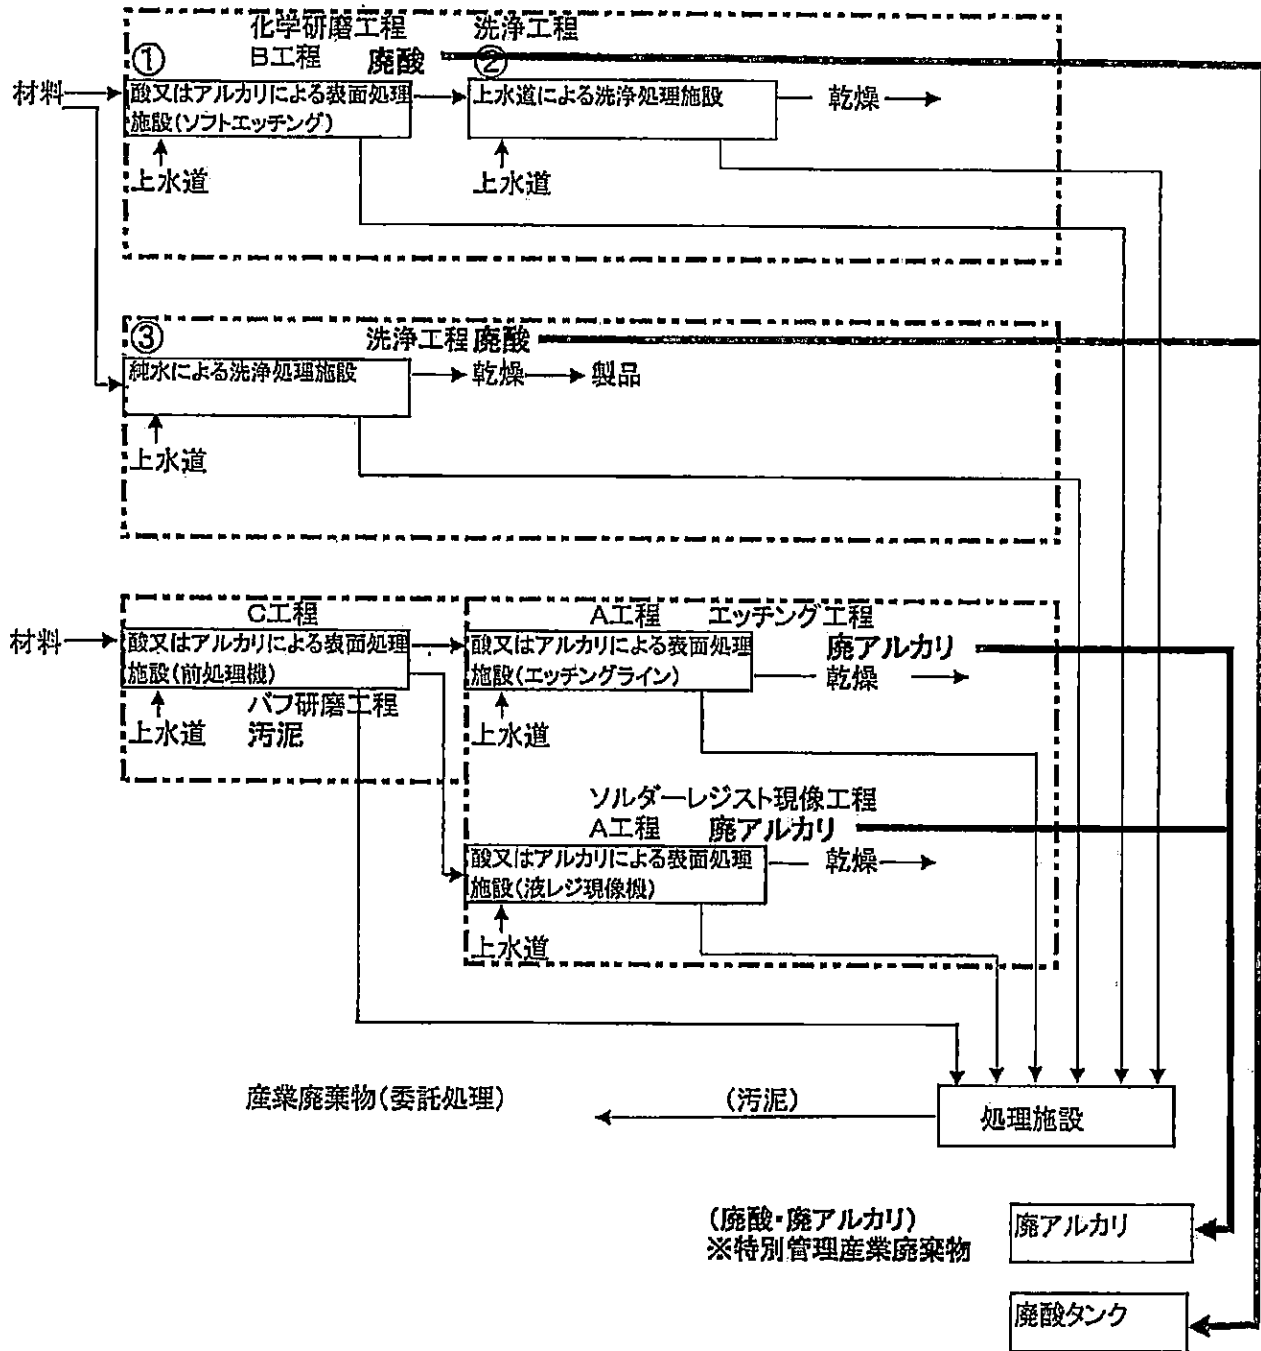 化学研磨工程 洗浄工程
① B工程 廃酸 ②
材料
酸又はアルカリによる表面処理
施設(ソフトエッチング)
上水道による洗浄処理施設
乾燥
上水道
上水道
③
洗浄工程 廃酸
純水による洗浄処理施設
乾燥
製品
上水道
C工程
材料
酸又はアルカリによる表面処理
施設(前処理機)
バフ研磨工程
上水道
汚泥
A工程 エッチング工程
酸又はアルカリによる表面処理
施設(エッチングライン)
廃アルカリ
乾燥
上水道
ソルダーレジスト現像工程
A工程 廃アルカリ
酸又はアルカリによる表面処理
施設(液レジ現像機)
乾燥
上水道
産業廃棄物(委託処理)
(汚泥)
処理施設
(廃酸・廃アルカリ)
※特別管理産業廃棄物
廃アルカリ
廃酸タンク